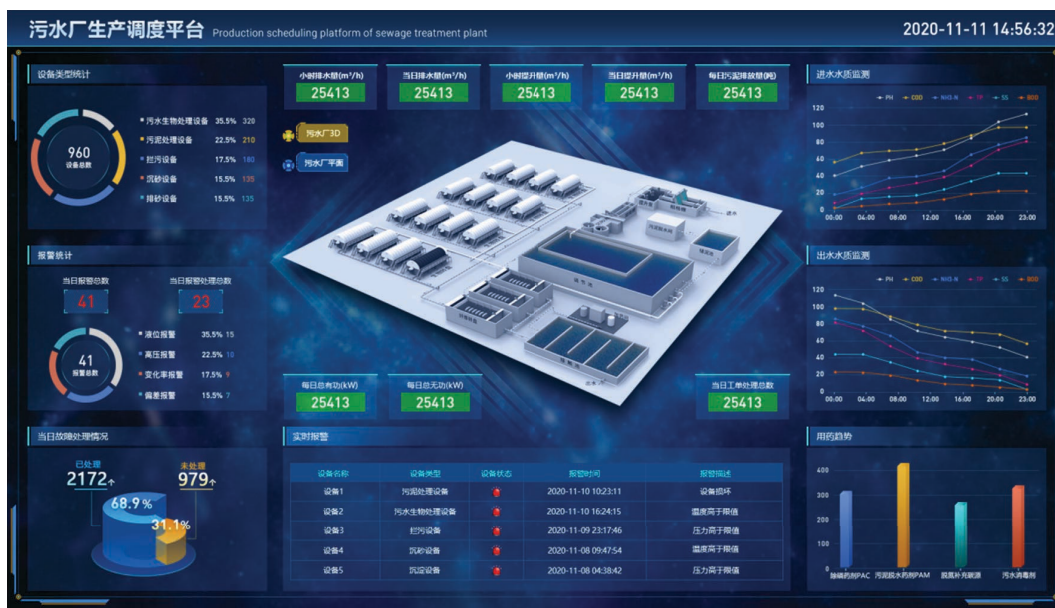 污水厂生产调度平台 Production scheduling platform of sewage treatment plant
2020-11-11 14:56:32
设备类型统计
960
设备总数
污水生物处理设备 35.5% 320
污泥处理设备 22.5% 210
拦污设备 17.5% 180
沉砂设备 15.5% 135
排砂设备 15.5% 135
报警统计
当日报警总数 当日报警处理总数
41 23
41
报警总数
液位报警 35.5% 15
高压报警 22.5% 10
变化率报警 17.5% 9
偏差报警 15.5% 7
当日故障处理情况
已处理
2172个
未处理
979个
68.9%
31.1%
小时排水量(m³/h) 当日排水量(m³/h) 小时提升量(m³/h) 当日提升量(m³/h) 每日污泥排放量(吨)
25413 25413 25413 25413 25413
污水厂3D
污水厂平面
进水
污泥脱水间
出水
每日总有功(kW) 每日总无功(kW) 当日工单处理总数
25413 25413 25413
实时报警
设备名称 设备类型 设备状态 报警时间 报警描述
设备1 污泥处理设备 2020-11-10 10:23:11 设备损坏
设备2 污水生物处理设备 2020-11-10 16:24:15 温度高于限值
设备3 拦污设备 2020-11-09 23:17:46 压力高于限值
设备4 沉砂设备 2020-11-08 09:47:54 温度高于限值
设备5 沉淀设备 2020-11-08 04:38:42 压力高于限值
进水水质监测
PH COD NH3-N TP SS BOD
120
100
80
60
40
20
0
00:00 04:00 08:00 12:00 16:00 20:00 23:00
出水水质监测
PH COD NH3-N TP SS BOD
120
100
80
60
40
20
0
00:00 04:00 08:00 12:00 16:00 20:00 23:00
用药趋势
400
300
200
100
0
除磷药剂PAC 污泥脱水药剂PAM 脱氮补充碳源 污水消毒剂